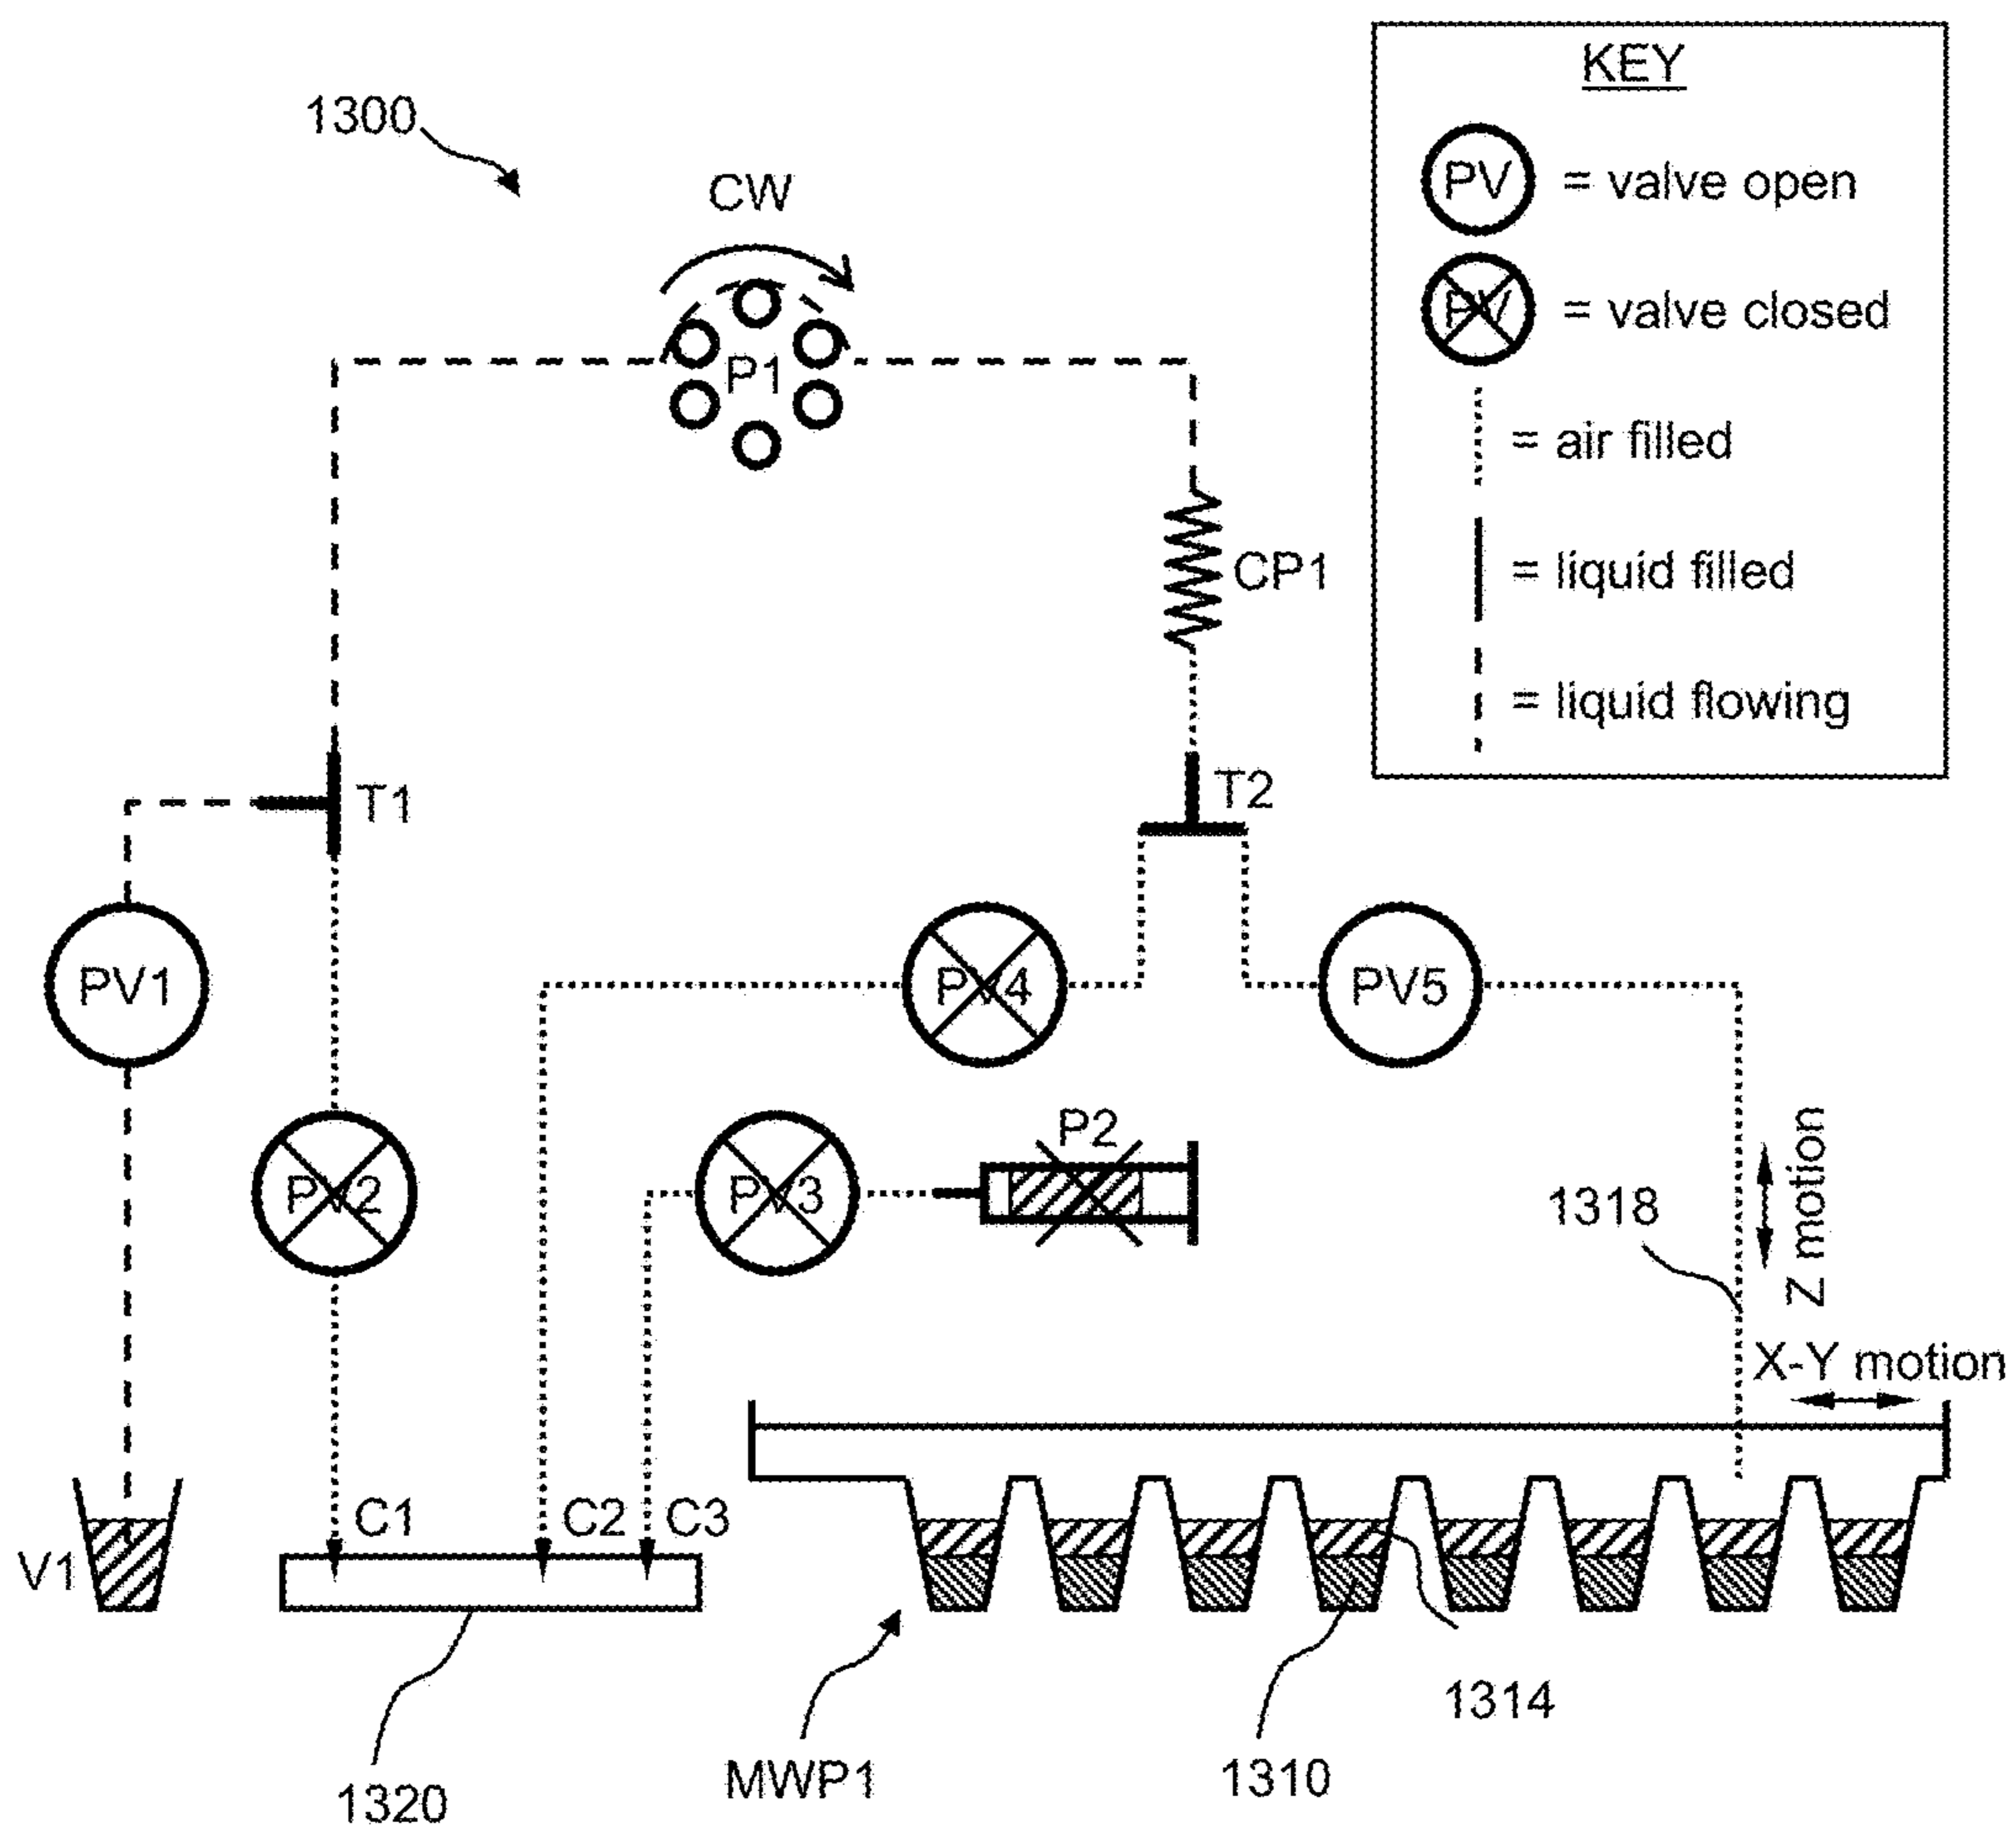 KEY
PV = valve open
PV = valve closed
= air filled
= liquid filled
= liquid flowing
1300
CW
P1
CP1
T1
T2
PV1
PV4
PV5
P2
PV2
PV3
1318
Z motion
X-Y motion
V1
C1
C2
C3
1314
MWP1
1310
1320